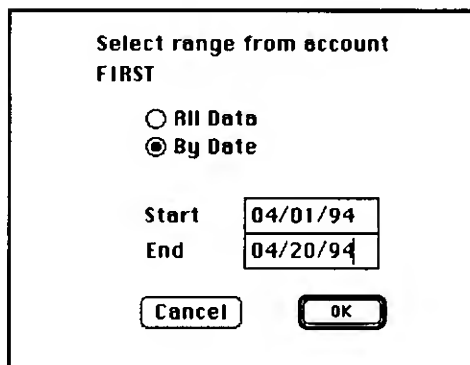 Select range from account
FIRST
All Data
By Date
Start 04/01/94
End 04/20/94
Cancel OK